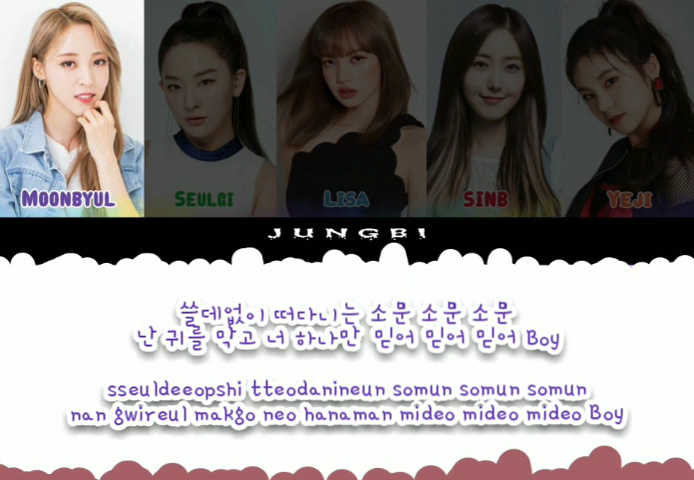 MOONBYUL
SEULGI
LISA
SINB
YEJI
JUNGBI
쓸데없이 떠다니는 소문 소문 소문
난 귀를 막고 너 하나만 믿어 믿어 믿어 Boy
sseuldeeopshi tteodanineun somun somun somun
nan gwireul makgo neo hanaman mideo mideo mideo Boy